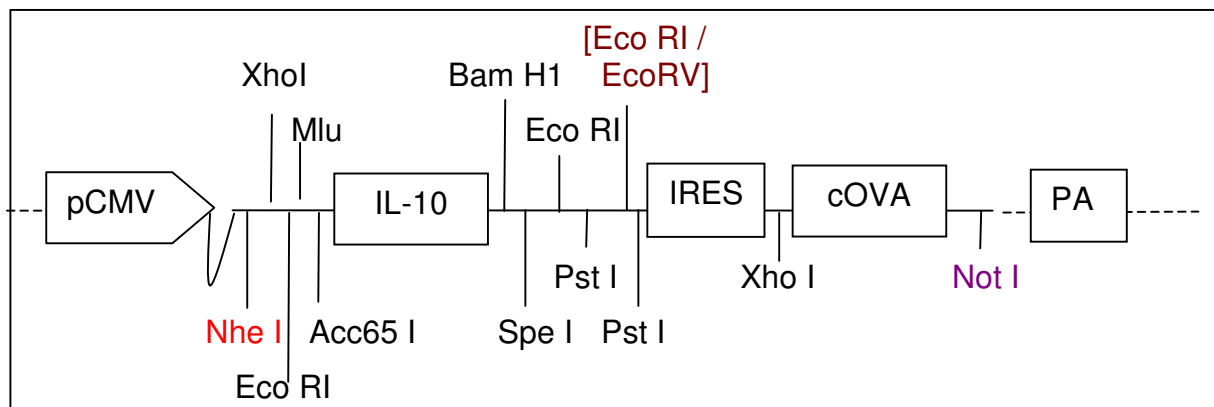 [Eco RI /
EcoRV]
XhoI
Bam H1
Mlu
Eco RI
pCMV
IL-10
IRES
cOVA
PA
Pst I
Xho I
Not I
Nhe I
Acc65 I
Spe I
Pst I
Eco RI